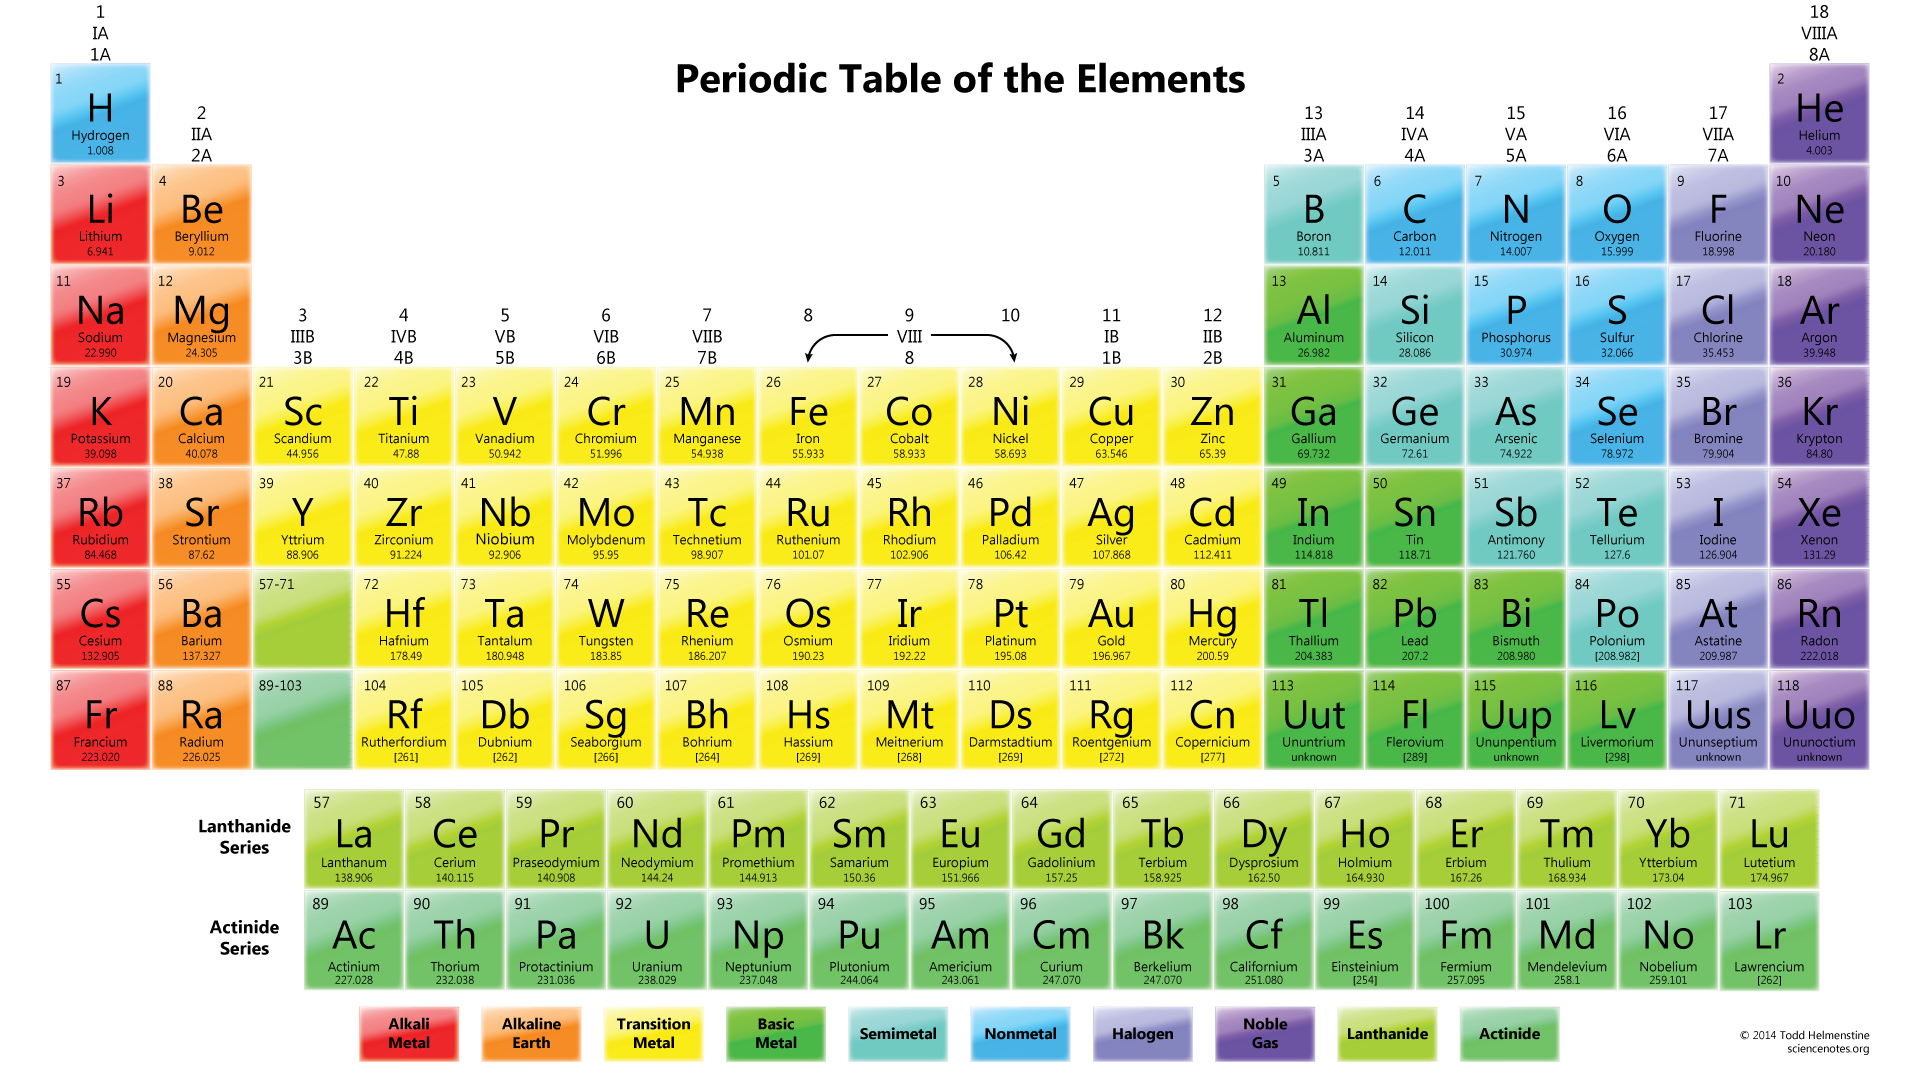 1
IA
1A
18
VIIIA
8A
Periodic Table of the Elements
1
H
Hydrogen
1.008
2
He
Helium
4.003
2
IIA
2A
13
IIIA
3A
14
IVA
4A
15
VA
5A
16
VIA
6A
17
VIIA
7A
3
Li
Lithium
6.941
4
Be
Beryllium
9.012
5
B
Boron
10.811
6
C
Carbon
12.011
7
N
Nitrogen
14.007
8
O
Oxygen
15.999
9
F
Fluorine
18.998
10
Ne
Neon
20.180
11
Na
Sodium
22.990
12
Mg
Magnesium
24.305
3
IIIB
3B
4
IVB
4B
5
VB
5B
6
VIB
6B
7
VIIB
7B
8
9
VIII
8
10
11
IB
1B
12
IIB
2B
13
Al
Aluminum
26.982
14
Si
Silicon
28.086
15
P
Phosphorus
30.974
16
S
Sulfur
32.066
17
Cl
Chlorine
35.453
18
Ar
Argon
39.948
19
K
Potassium
39.098
20
Ca
Calcium
40.078
21
Sc
Scandium
44.956
22
Ti
Titanium
47.88
23
V
Vanadium
50.942
24
Cr
Chromium
51.996
25
Mn
Manganese
54.938
26
Fe
Iron
55.933
27
Co
Cobalt
58.933
28
Ni
Nickel
58.693
29
Cu
Copper
63.546
30
Zn
Zinc
65.39
31
Ga
Gallium
69.732
32
Ge
Germanium
72.61
33
As
Arsenic
74.922
34
Se
Selenium
78.972
35
Br
Bromine
79.904
36
Kr
Krypton
84.80
37
Rb
Rubidium
84.468
38
Sr
Strontium
87.62
39
Y
Yttrium
88.906
40
Zr
Zirconium
91.224
41
Nb
Niobium
92.906
42
Mo
Molybdenum
95.95
43
Tc
Technetium
98.907
44
Ru
Ruthenium
101.07
45
Rh
Rhodium
102.906
46
Pd
Palladium
106.42
47
Ag
Silver
107.868
48
Cd
Cadmium
112.411
49
In
Indium
114.818
50
Sn
Tin
118.71
51
Sb
Antimony
121.760
52
Te
Tellurium
127.6
53
I
Iodine
126.904
54
Xe
Xenon
131.29
55
Cs
Cesium
132.905
56
Ba
Barium
137.327
57-71
72
Hf
Hafnium
178.49
73
Ta
Tantalum
180.948
74
W
Tungsten
183.85
75
Re
Rhenium
186.207
76
Os
Osmium
190.23
77
Ir
Iridium
192.22
78
Pt
Platinum
195.08
79
Au
Gold
196.967
80
Hg
Mercury
200.59
81
Tl
Thallium
204.383
82
Pb
Lead
207.2
83
Bi
Bismuth
208.980
84
Po
Polonium
[208.982]
85
At
Astatine
209.987
86
Rn
Radon
222.018
87
Fr
Francium
223.020
88
Ra
Radium
226.025
89-103
104
Rf
Rutherfordium
[261]
105
Db
Dubnium
[262]
106
Sg
Seaborgium
[266]
107
Bh
Bohrium
[264]
108
Hs
Hassium
[269]
109
Mt
Meitnerium
[268]
110
Ds
Darmstadtium
[269]
111
Rg
Roentgenium
[272]
112
Cn
Copernicium
[277]
113
Uut
Ununtrium
unknown
114
Fl
Flerovium
[289]
115
Uup
Ununpentium
unknown
116
Lv
Livermorium
[298]
117
Uus
Ununseptium
unknown
118
Uuo
Ununoctium
unknown
Lanthanide
Series
57
La
Lanthanum
138.906
58
Ce
Cerium
140.115
59
Pr
Praseodymium
140.908
60
Nd
Neodymium
144.24
61
Pm
Promethium
144.913
62
Sm
Samarium
150.36
63
Eu
Europium
151.966
64
Gd
Gadolinium
157.25
65
Tb
Terbium
158.925
66
Dy
Dysprosium
162.50
67
Ho
Holmium
164.930
68
Er
Erbium
167.26
69
Tm
Thulium
168.934
70
Yb
Ytterbium
173.04
71
Lu
Lutetium
174.967
Actinide
Series
89
Ac
Actinium
227.028
90
Th
Thorium
232.038
91
Pa
Protactinium
231.036
92
U
Uranium
238.029
93
Np
Neptunium
237.048
94
Pu
Plutonium
244.064
95
Am
Americium
243.061
96
Cm
Curium
247.070
97
Bk
Berkelium
247.070
98
Cf
Californium
251.080
99
Es
Einsteinium
[254]
100
Fm
Fermium
257.095
101
Md
Mendelevium
258.1
102
No
Nobelium
259.101
103
Lr
Lawrencium
[262]
Alkali
Metal
Alkaline
Earth
Transition
Metal
Basic
Metal
Semimetal
Nonmetal
Halogen
Noble
Gas
Lanthanide
Actinide
© 2014 Todd Helmenstine
sciencenotes.org